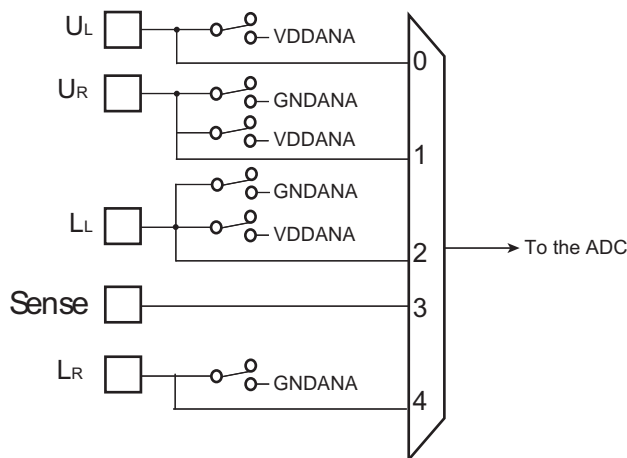 UL
VDDANA
0
UR
GNDANA
VDDANA
1
GNDANA
LL
VDDANA
2
To the ADC
Sense
3
LR
GNDANA
4